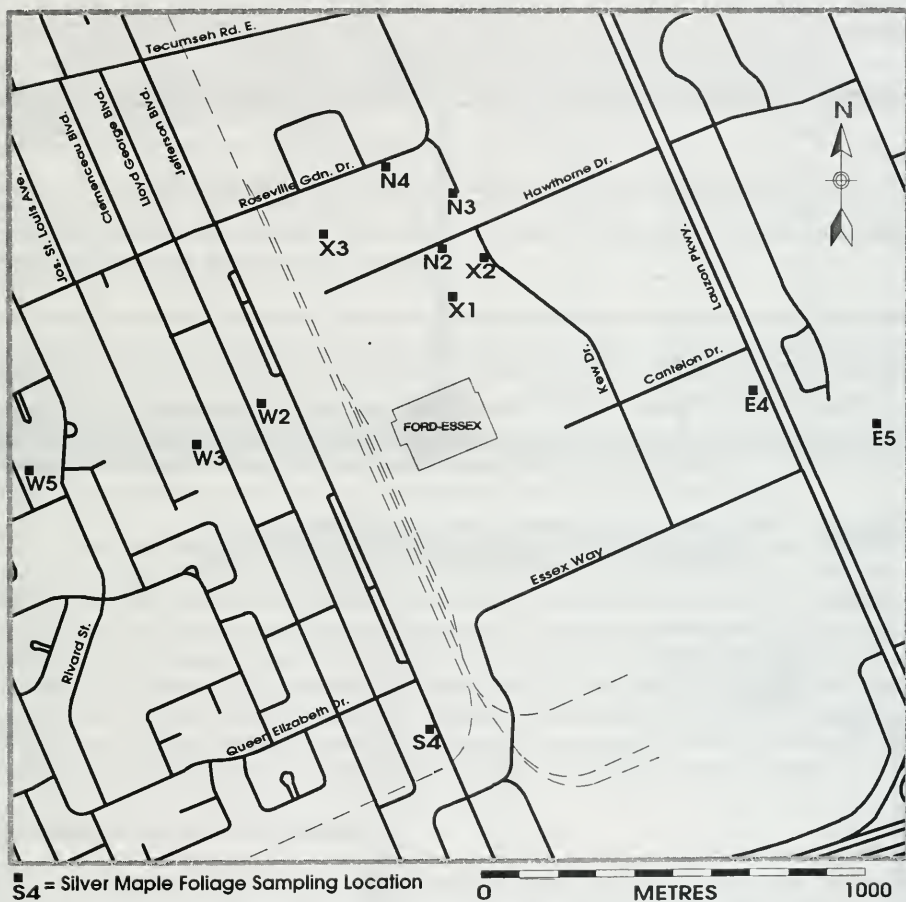 Tecumseh Rd. E.
Jos. St. Louis Ave.
Clemenceau Blvd.
Lloyd George Blvd.
Jefferson Blvd.
N
Roseville Gdn. Dr.
N4
Hawthorne Dr.
N3
X3
N2
X2
Lauzon Pkwy.
X1
Kew Dr.
Cantelon Dr.
E4
W2
FORD-ESSEX
E5
W3
W5
Essex Way
Rivard St.
Queen Elizabeth Dr.
S4
S4 = Silver Maple Foliage Sampling Location
0 METRES 1000